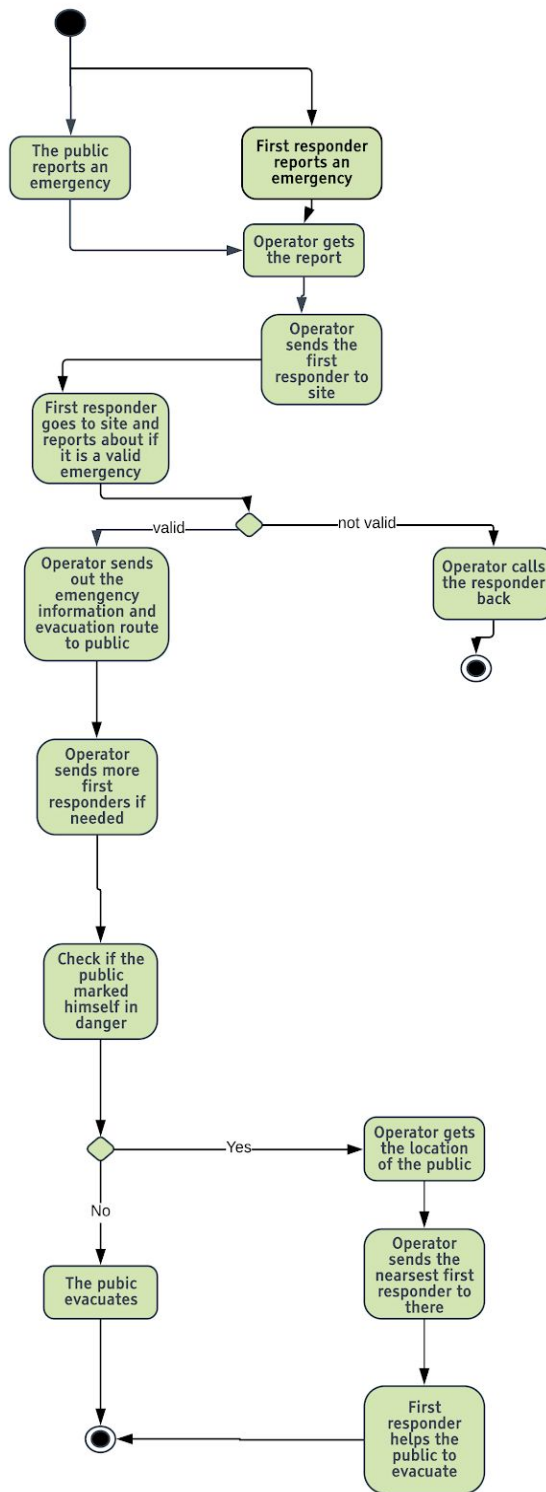 The public
reports an
emergency
First responder
reports an
emergency
Operator gets
the report
Operator
sends the
first
responder to
site
First responder
goes to site and
reports about if
it is a valid
emergency
valid
not valid
Operator sends
out the
emengency
information and
evacuation route
to public
Operator calls
the responder
back
Operator
sends more
first
responders if
needed
Check if the
public
marked
himself in
danger
Yes
Operator gets
the location
of the public
No
Operator
sends the
nearsest first
responder to
there
The pubic
evacuates
First
responder
helps the
public to
evacuate